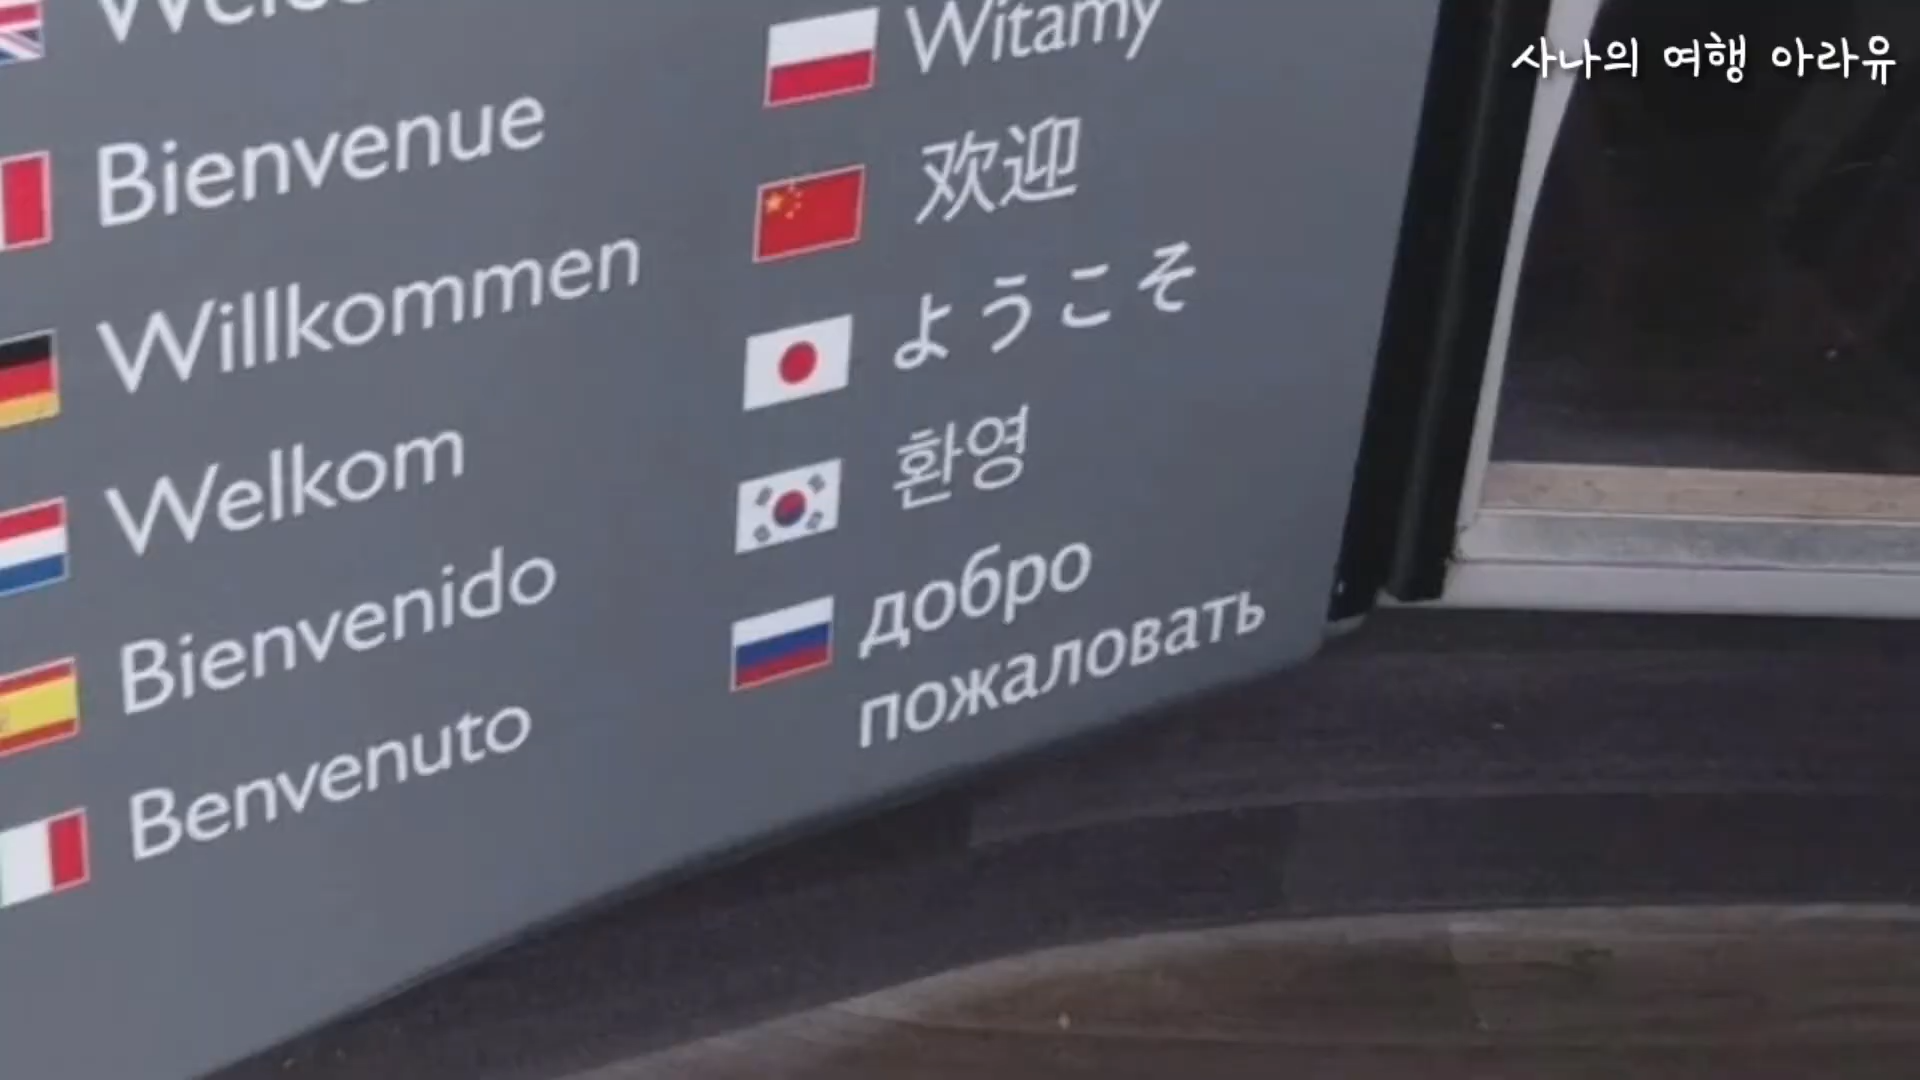 사나의 여행 아라유
Bienvenue
Willkommen
Welkom
Bienvenido
Benvenuto
Witamy
欢迎
ようこそ
환영
добро
пожаловать